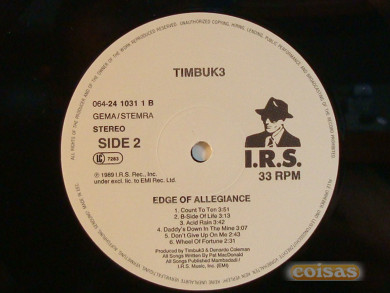 TIMBUK3
064-24 1031 1 B
GEMA/STEMRA
STEREO
SIDE 2
LC 7283
I.R.S.
33 RPM
℗ 1989 I.R.S. Rec., Inc.
under excl. lic. to EMI Rec. Ltd.
EDGE OF ALLEGIANCE
1. Count To Ten 3:51
2. B-Side Of Life 3:13
3. Acid Rain 3:42
4. Daddy's Down In The Mine 3:07
5. Don't Give Up On Me 2:43
6. Wheel Of Fortune 2:31
Produced by Timbuk3 & Denardo Coleman
All Songs Written by Pat MacDonald
All Songs Published Mambadaddi
I.R.S. Music, Inc. (EMI)
coisas